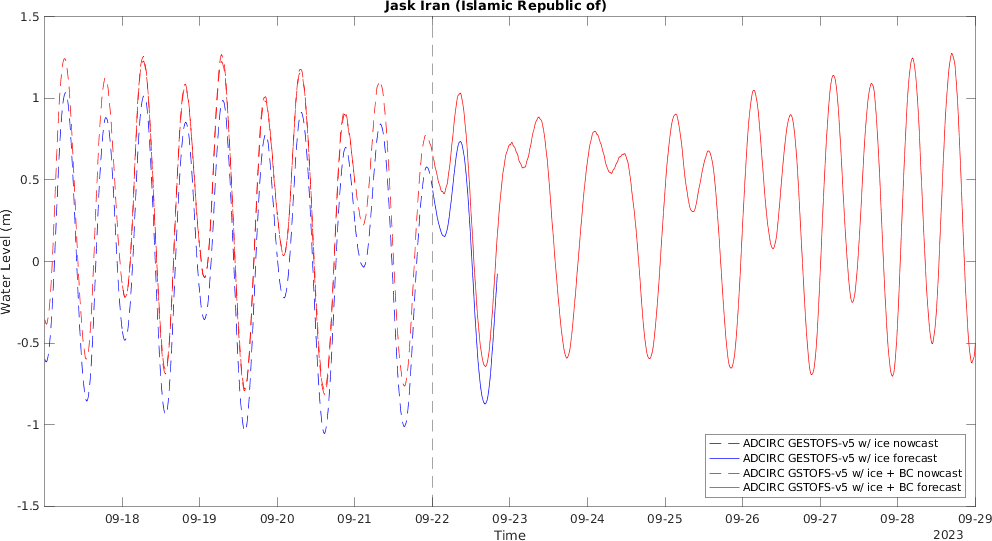 Jask Iran (Islamic Republic of)
1.5
1
0.5
0
-0.5
-1
-1.5
Water Level (m)
09-18
09-19
09-20
09-21
09-22
09-23
09-24
09-25
09-26
09-27
09-28
09-29
Time
2023
ADCIRC GESTOFS-v5 w/ ice nowcast
ADCIRC GESTOFS-v5 w/ ice forecast
ADCIRC GSTOFS-v5 w/ ice + BC nowcast
ADCIRC GSTOFS-v5 w/ ice + BC forecast